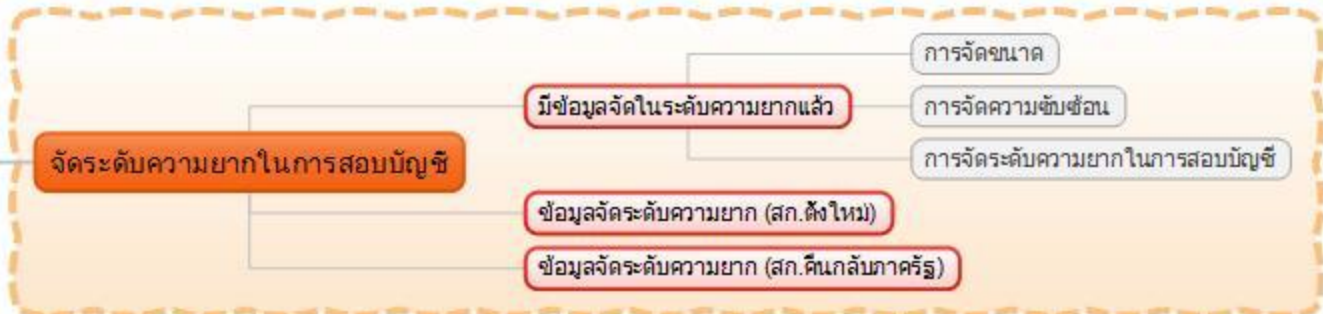 การจัดขนาด
มีข้อมูลจัดในระดับความยากแล้ว
การจัดความซับซ้อน
จัดระดับความยากในการสอบบัญชี
การจัดระดับความยากในการสอบบัญชี
ข้อมูลจัดระดับความยาก (สก.ตั้งใหม่)
ข้อมูลจัดระดับความยาก (สก.คืนกลับภาครัฐ)